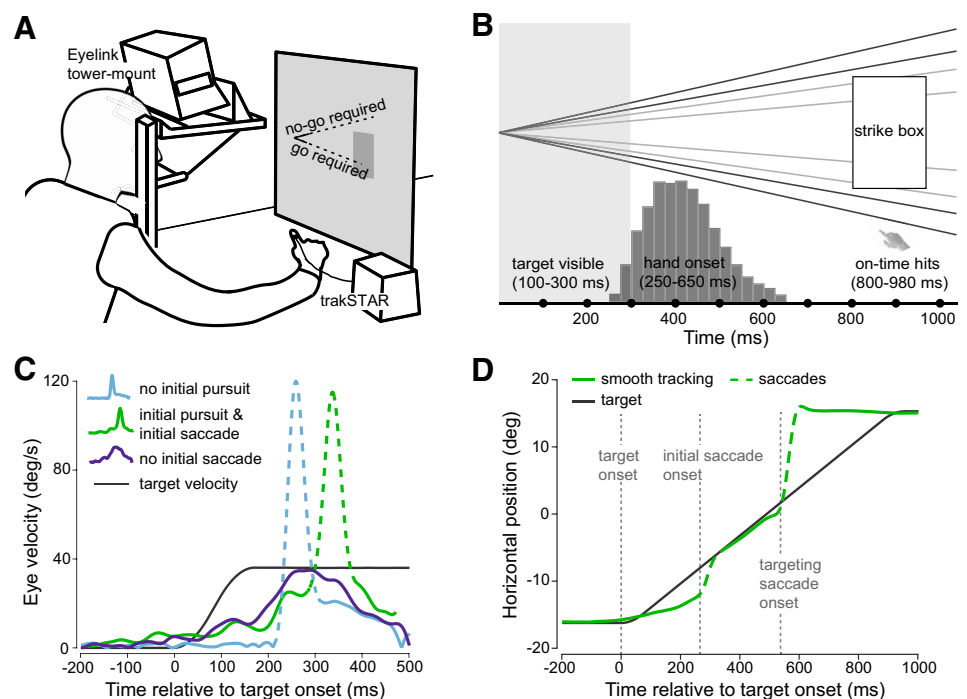 A
Eyelink
tower-mount
no-go required
go required
trakSTAR
B
strike box
target visible
(100-300 ms)
hand onset
(250-650 ms)
on-time hits
(800-980 ms)
200 400 600 800 1000
Time (ms)
C
no initial pursuit
initial pursuit &
initial saccade
no initial saccade
target velocity
Eye velocity (deg/s)
120
80
40
0
-200 -100 0 100 200 300 400 500
Time relative to target onset (ms)
D
smooth tracking saccades
target
target
onset
initial saccade
onset
targeting
saccade
onset
Horizontal position (deg)
20
10
0
-10
-20
-200 0 200 400 600 800 1000
Time relative to target onset (ms)